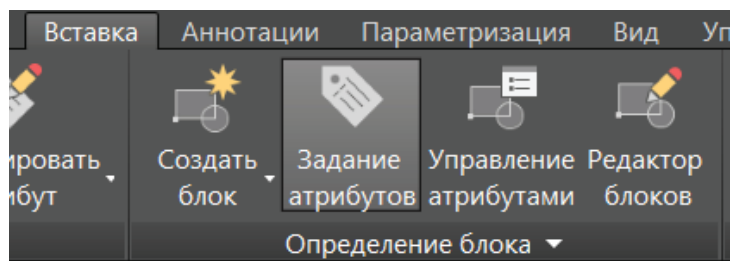 Вставка Аннотации Параметризация Вид
Создать Задание Управление Редактор
блок атрибутов атрибутами блоков
Определение блока